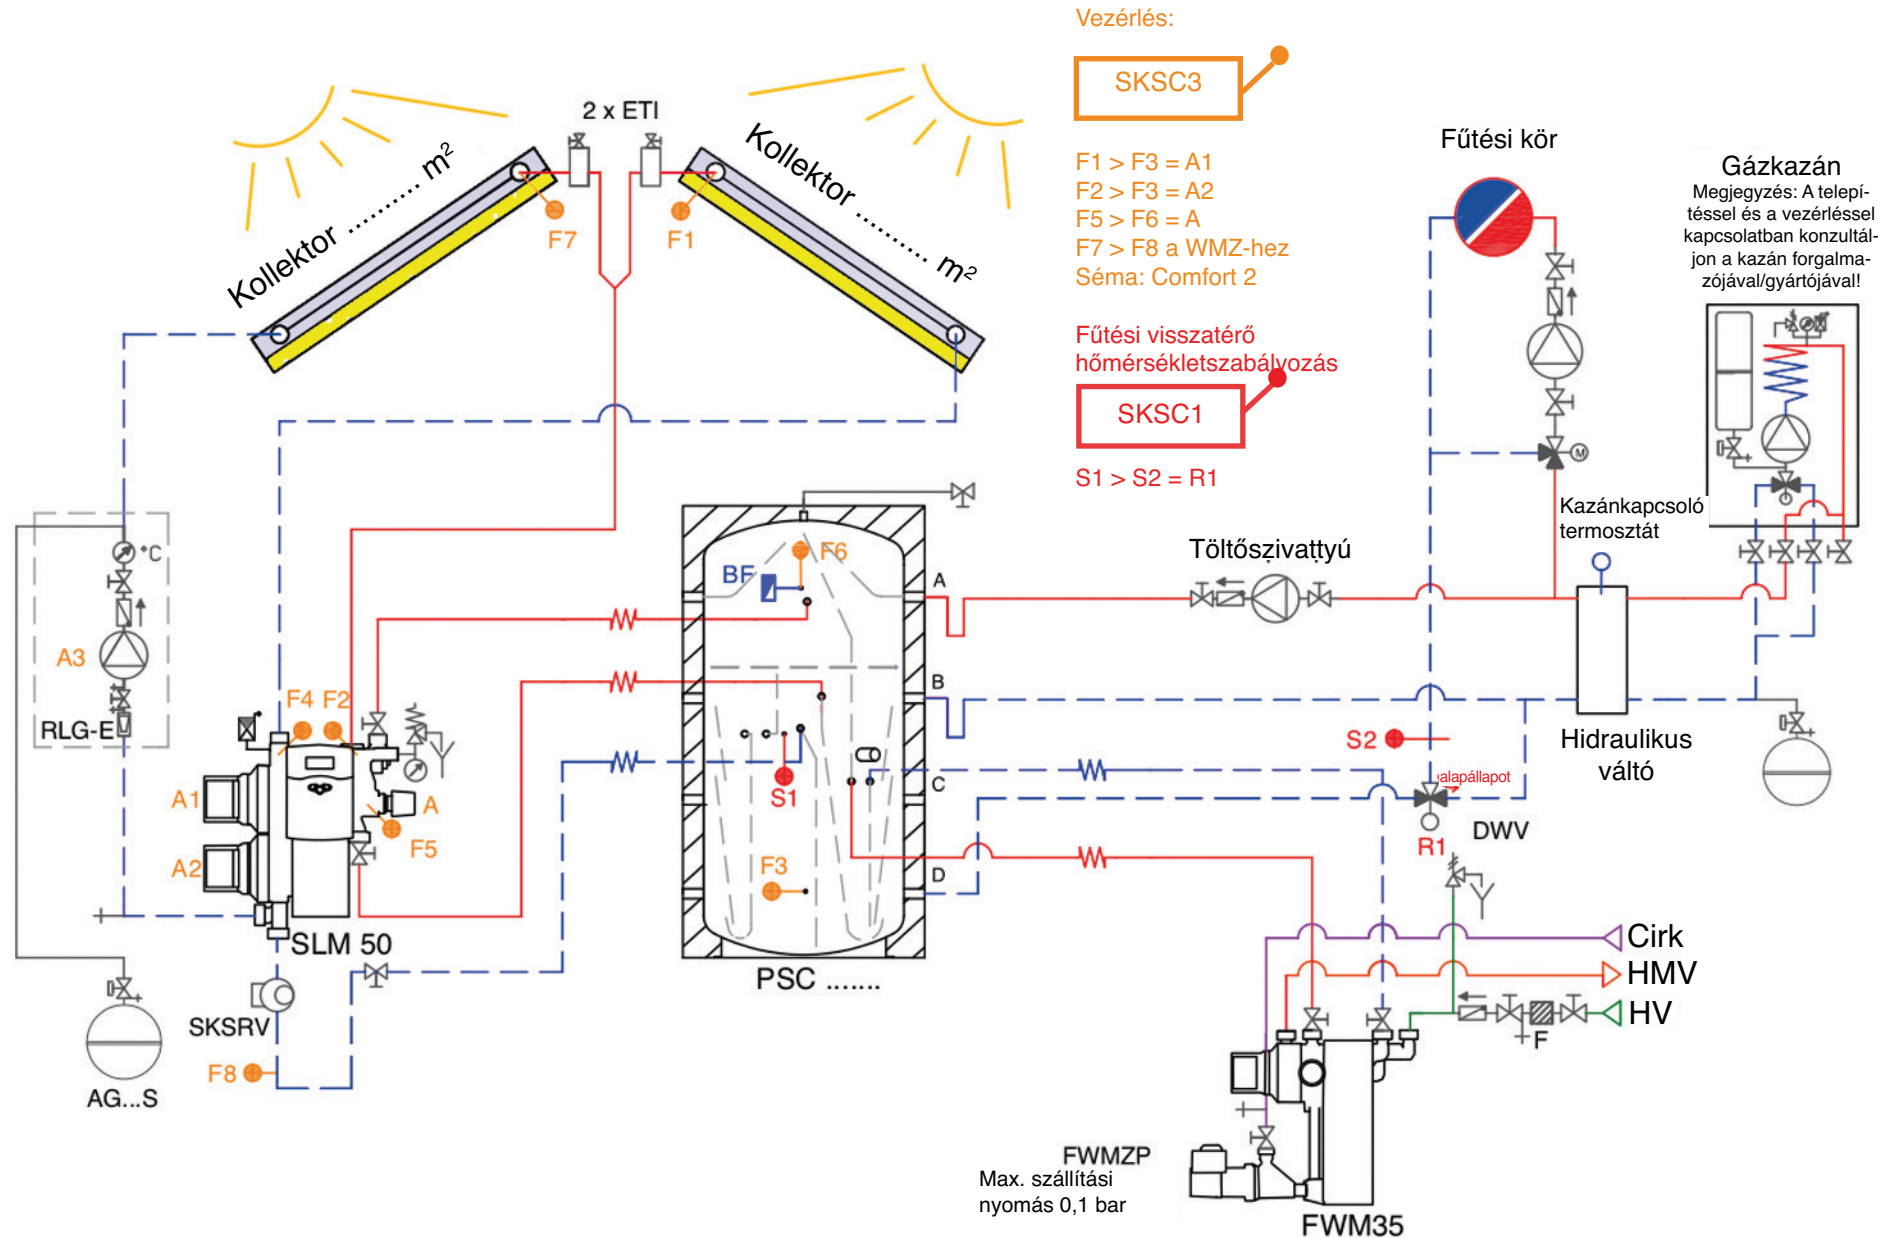 Vezérlés:
SKSC3
F1 > F3 = A1
F2 > F3 = A2
F5 > F6 = A
F7 > F8 a WMZ-hez
Séma: Comfort 2
Fűtési visszatérő
hőmérsékletszabályozás
SKSC1
S1 > S2 = R1
2 x ETI
Kollektor ......... m²
Kollektor ......... m²
F7
F1
Fűtési kör
Gázkazán
Megjegyzés: A telepí-
téssel és a vezérléssel
kapcsolatban konzultál-
jon a kazán forgalma-
zójával/gyártójával!
M
Kazánkapcsoló
termosztát
Töltőszivattyú
°C
A3
RLG-E
F4
F2
A1
A2
A
F5
SLM 50
SKSRV
F8
AG...S
BF
F6
S1
F3
A
B
C
D
PSC .......
S2
alapállapot
R1
DWV
Hidraulikus
váltó
Cirk
HMV
HV
F
FWMZP
Max. szállítási
nyomás 0,1 bar
FWM35